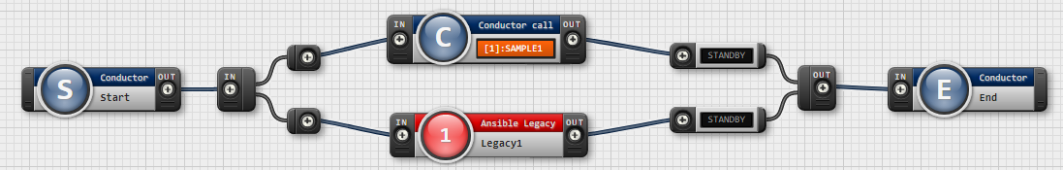 S
Conductor
OUT
Start
IN
IN
C
Conductor call
OUT
[1]:SAMPLE1
IN
1
Ansible Legacy
OUT
Legacy1
STANDBY
STANDBY
OUT
IN
E
Conductor
End